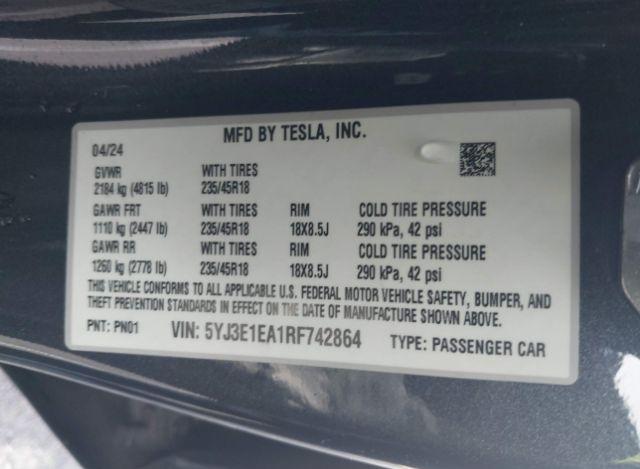 MFD BY TESLA, INC.
04/24
GVWR WITH TIRES
2184 kg (4815 lb) 235/45R18
GAWR FRT WITH TIRES RIM COLD TIRE PRESSURE
1110 kg (2447 lb) 235/45R18 18X8.5J 290 kPa, 42 psi
GAWR RR WITH TIRES RIM COLD TIRE PRESSURE
1260 kg (2778 lb) 235/45R18 18X8.5J 290 kPa, 42 psi
THIS VEHICLE CONFORMS TO ALL APPLICABLE U.S. FEDERAL MOTOR VEHICLE SAFETY, BUMPER, AND
THEFT PREVENTION STANDARDS IN EFFECT ON THE DATE OF MANUFACTURE SHOWN ABOVE.
PNT: PN01 VIN: 5YJ3E1EA1RF742864 TYPE: PASSENGER CAR